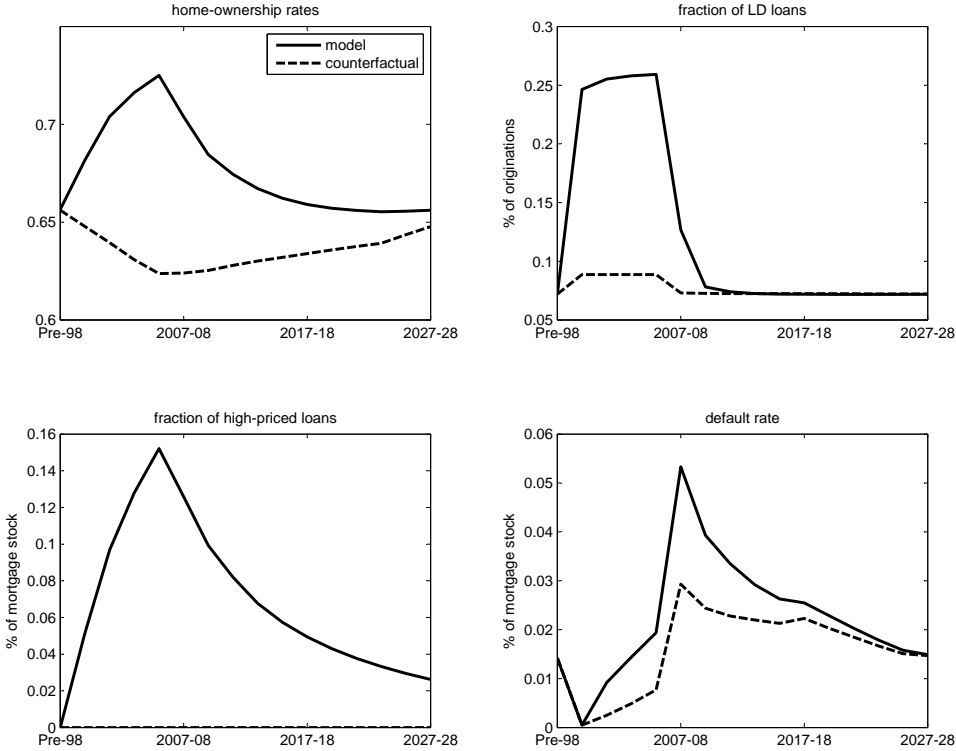 home-ownership rates
model
counterfactual
0.7
0.65
0.6
Pre-98 2007-08 2017-18 2027-28
fraction of LD loans
% of originations
0.3
0.25
0.2
0.15
0.1
0.05
Pre-98 2007-08 2017-18 2027-28
fraction of high-priced loans
% of mortgage stock
0.16
0.14
0.12
0.1
0.08
0.06
0.04
0.02
0
Pre-98 2007-08 2017-18 2027-28
default rate
% of mortgage stock
0.06
0.05
0.04
0.03
0.02
0.01
0
Pre-98 2007-08 2017-18 2027-28